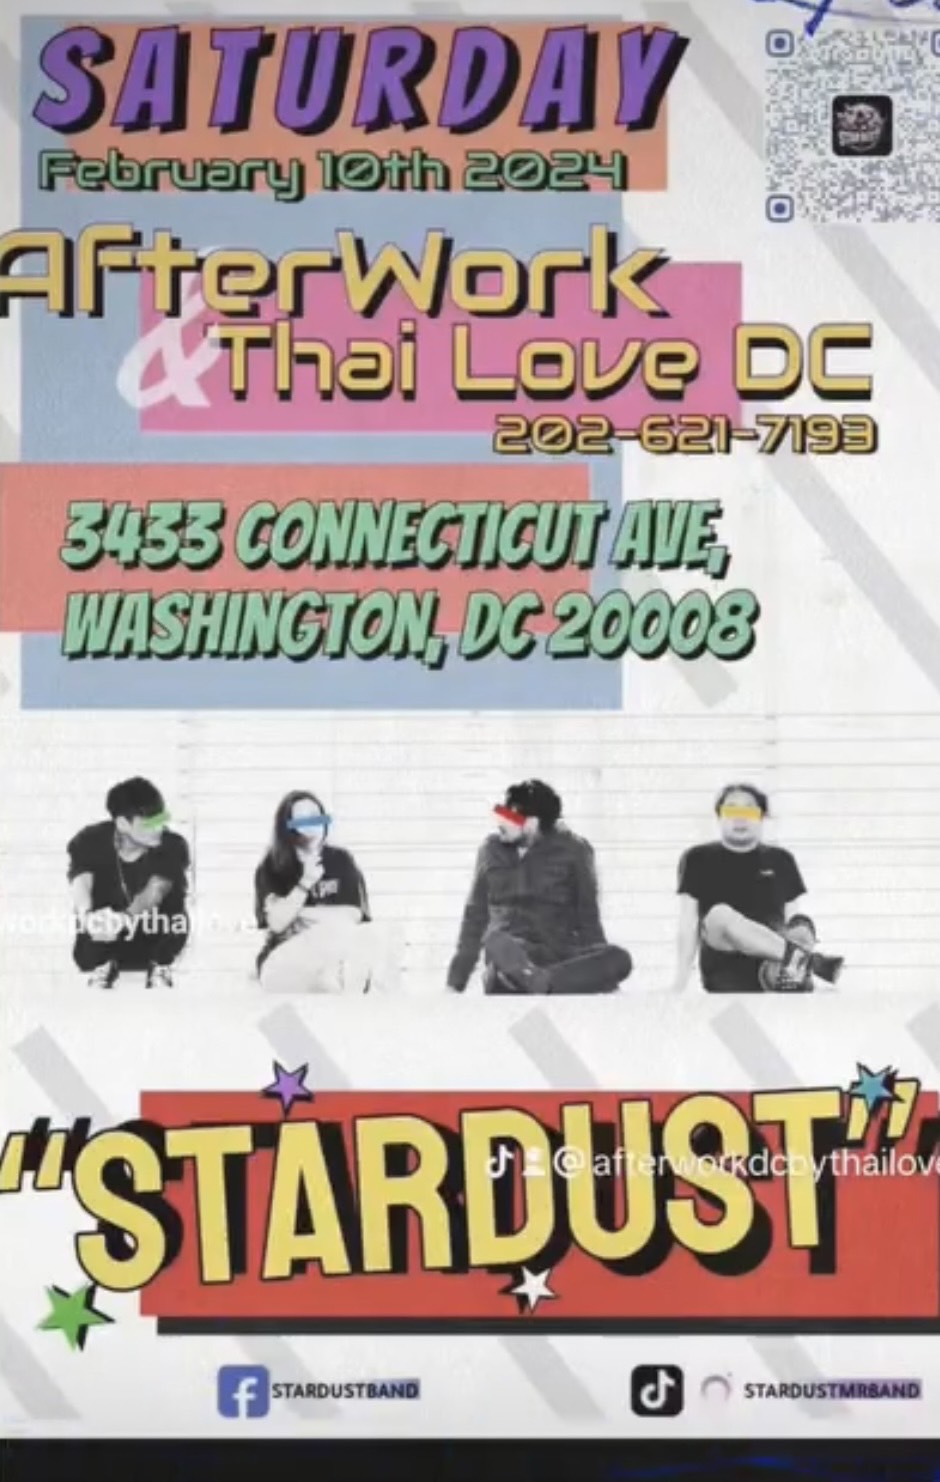 SATURDAY
February 10th 2024
AfterWork
& Thai Love DC
202-621-7193
3433 CONNECTICUT AVE,
WASHINGTON, DC 20008
workdcbythailove
"STARDUST"
@afterworkdcbythailove
STARDUSTBAND
STARDUSTMRBAND